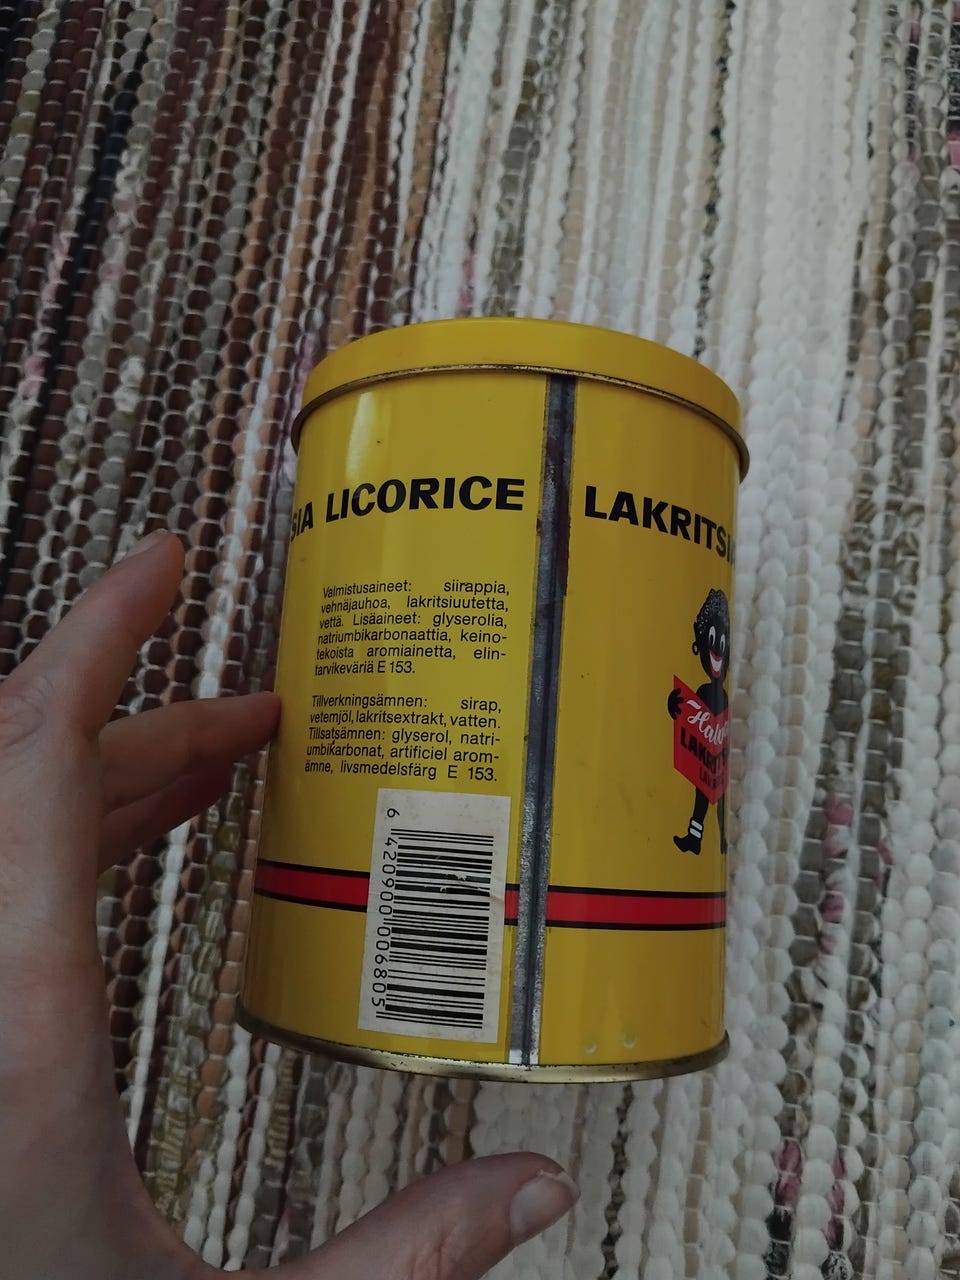 SIA LICORICE
Valmistusaineet: siirappia,
vehnäjauhoa, lakritsiuutetta,
vettä. Lisäaineet: glyserolia,
natriumbikarbonaattia, keino-
tekoista aromiainetta, elin-
tarvikeväriä E 153.
Tillverkningsämnen: sirap,
vetemjöl, lakritsextrakt, vatten.
Tillsatsämnen: glyserol, natri-
umbikarbonat, artificiel arom-
ämne, livsmedelsfärg E 153.
6 420900 006805
LAKRITSIA